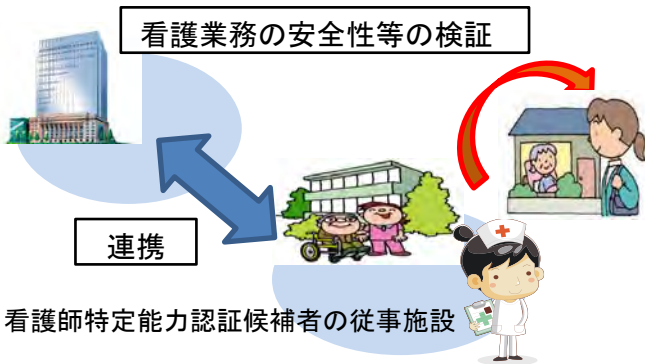 看護業務の安全性等の検証
連携
看護師特定能力認証候補者の従事施設